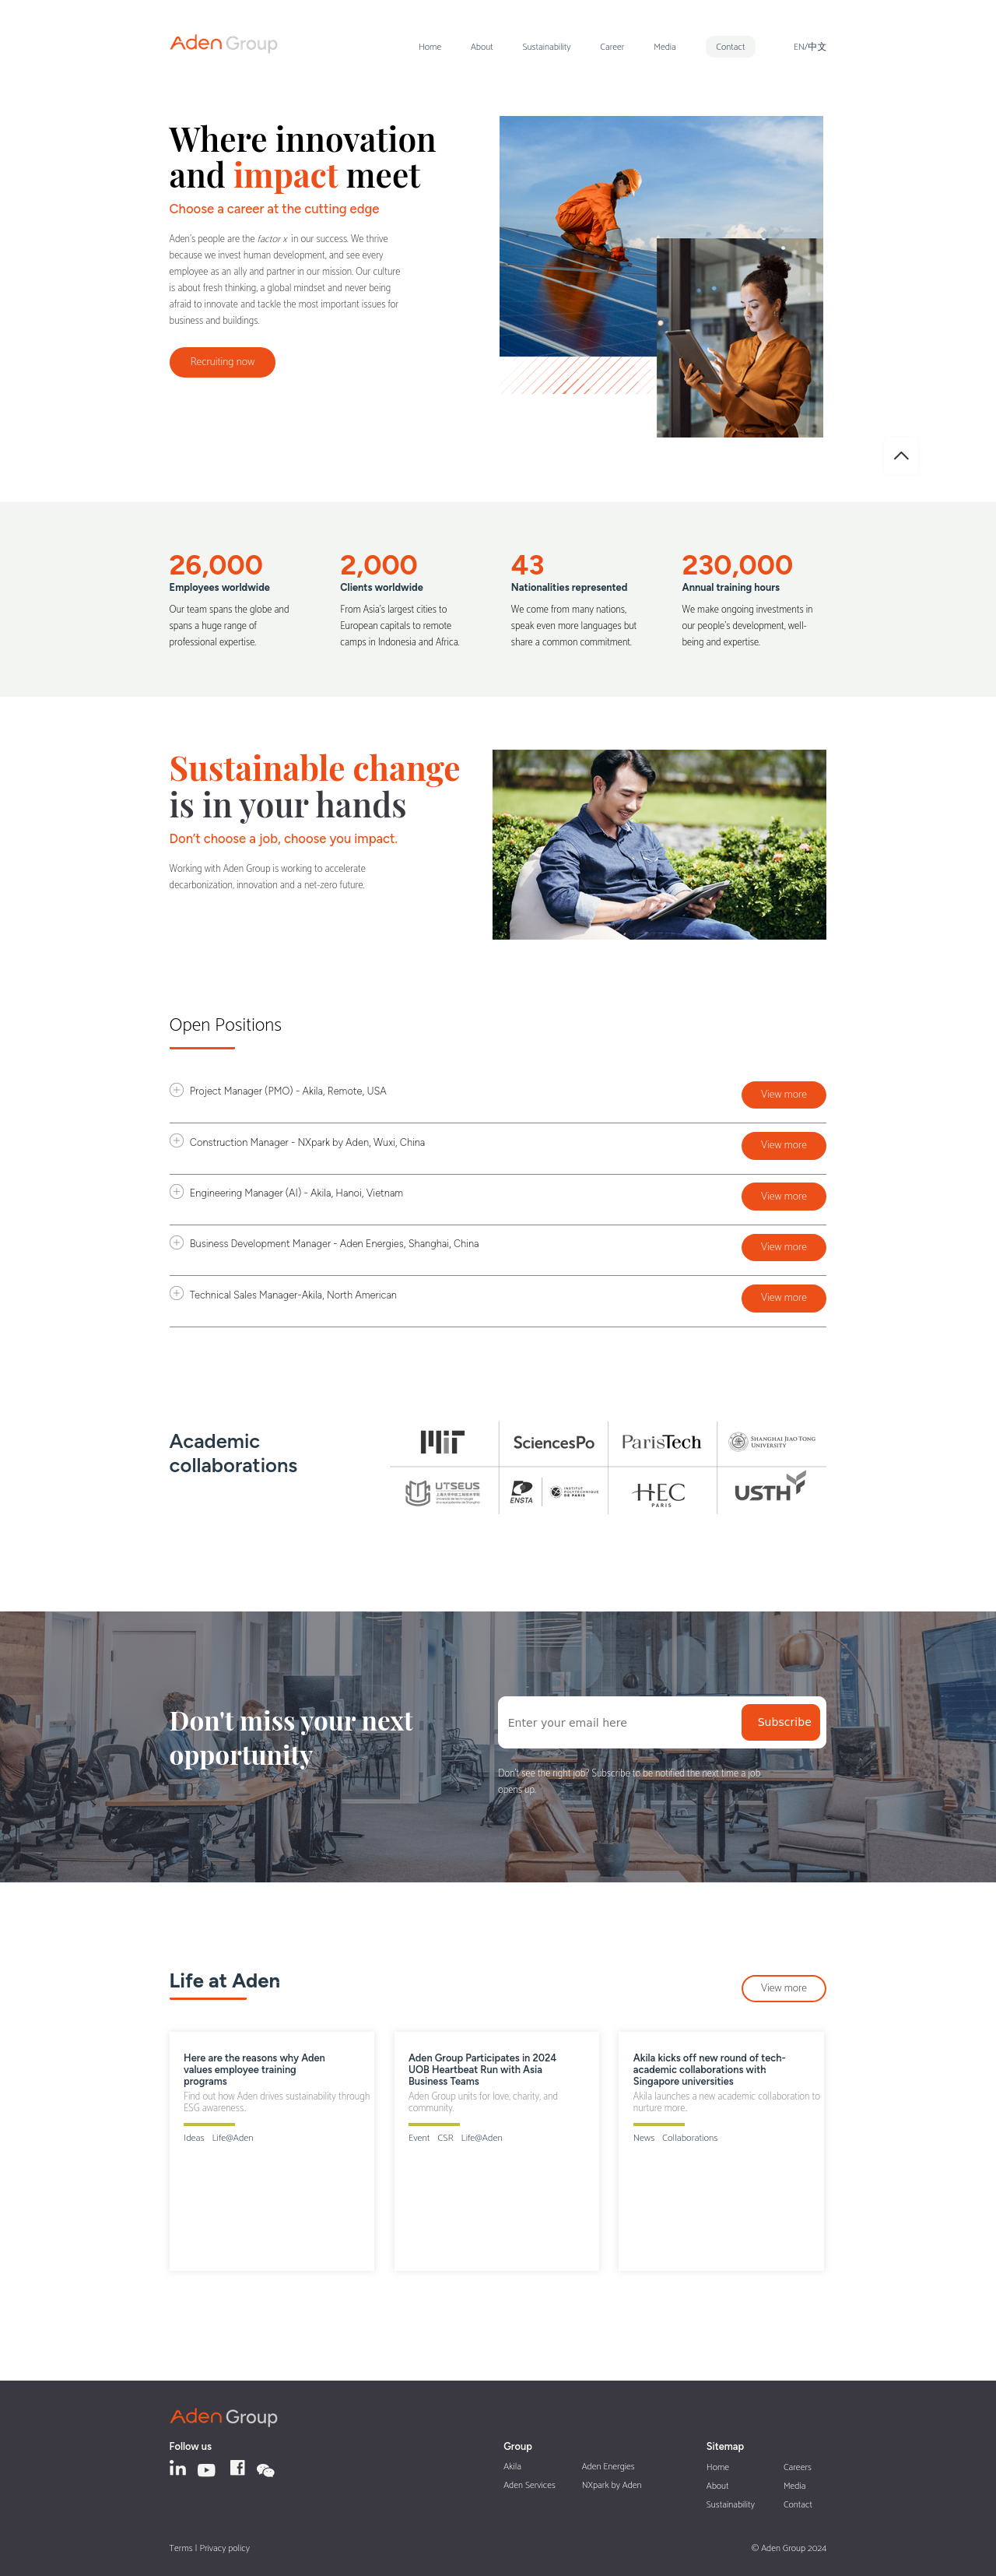 Aden Group
Home
About
Sustainability
Career
Media
Contact
EN/中文
Where innovation
and impact meet
Choose a career at the cutting edge
Aden's people are the factor x in our success. We thrive
because we invest human development, and see every
employee as an ally and partner in our mission. Our culture
is about fresh thinking, a global mindset and never being
afraid to innovate and tackle the most important issues for
business and buildings.
Recruiting now
26,000
Employees worldwide
Our team spans the globe and
spans a huge range of
professional expertise.
2,000
Clients worldwide
From Asia's largest cities to
European capitals to remote
camps in Indonesia and Africa.
43
Nationalities represented
We come from many nations,
speak even more languages but
share a common commitment.
230,000
Annual training hours
We make ongoing investments in
our people's development, well-
being and expertise.
Sustainable change
is in your hands
Don't choose a job, choose you impact.
Working with Aden Group is working to accelerate
decarbonization, innovation and a net-zero future.
Open Positions
Project Manager (PMO) - Akila, Remote, USA
View more
Construction Manager - NXpark by Aden, Wuxi, China
View more
Engineering Manager (AI) - Akila, Hanoi, Vietnam
View more
Business Development Manager - Aden Energies, Shanghai, China
View more
Technical Sales Manager-Akila, North American
View more
Academic
collaborations
MIT
SciencesPo
ParisTech
SHANGHAI JIAO TONG
UNIVERSITY
UTSEUS
ENSTA
INSTITUT
POLYTECHNIQUE
DE PARIS
HEC
PARIS
USTH
Don't miss your next
opportunity
Enter your email here
Subscribe
Don't see the right job? Subscribe to be notified the next time a job
opens up.
Life at Aden
View more
Here are the reasons why Aden
values employee training
programs
Find out how Aden drives sustainability through
ESG awareness..
Ideas Life@Aden
Aden Group Participates in 2024
UOB Heartbeat Run with Asia
Business Teams
Aden Group units for love, charity, and
community.
Event CSR Life@Aden
Akila kicks off new round of tech-
academic collaborations with
Singapore universities
Akila launches a new academic collaboration to
nurture more..
News Collaborations
Aden Group
Follow us
Group
Akila
Aden Energies
Aden Services
NXpark by Aden
Sitemap
Home
Careers
About
Media
Sustainability
Contact
Terms | Privacy policy
© Aden Group 2024